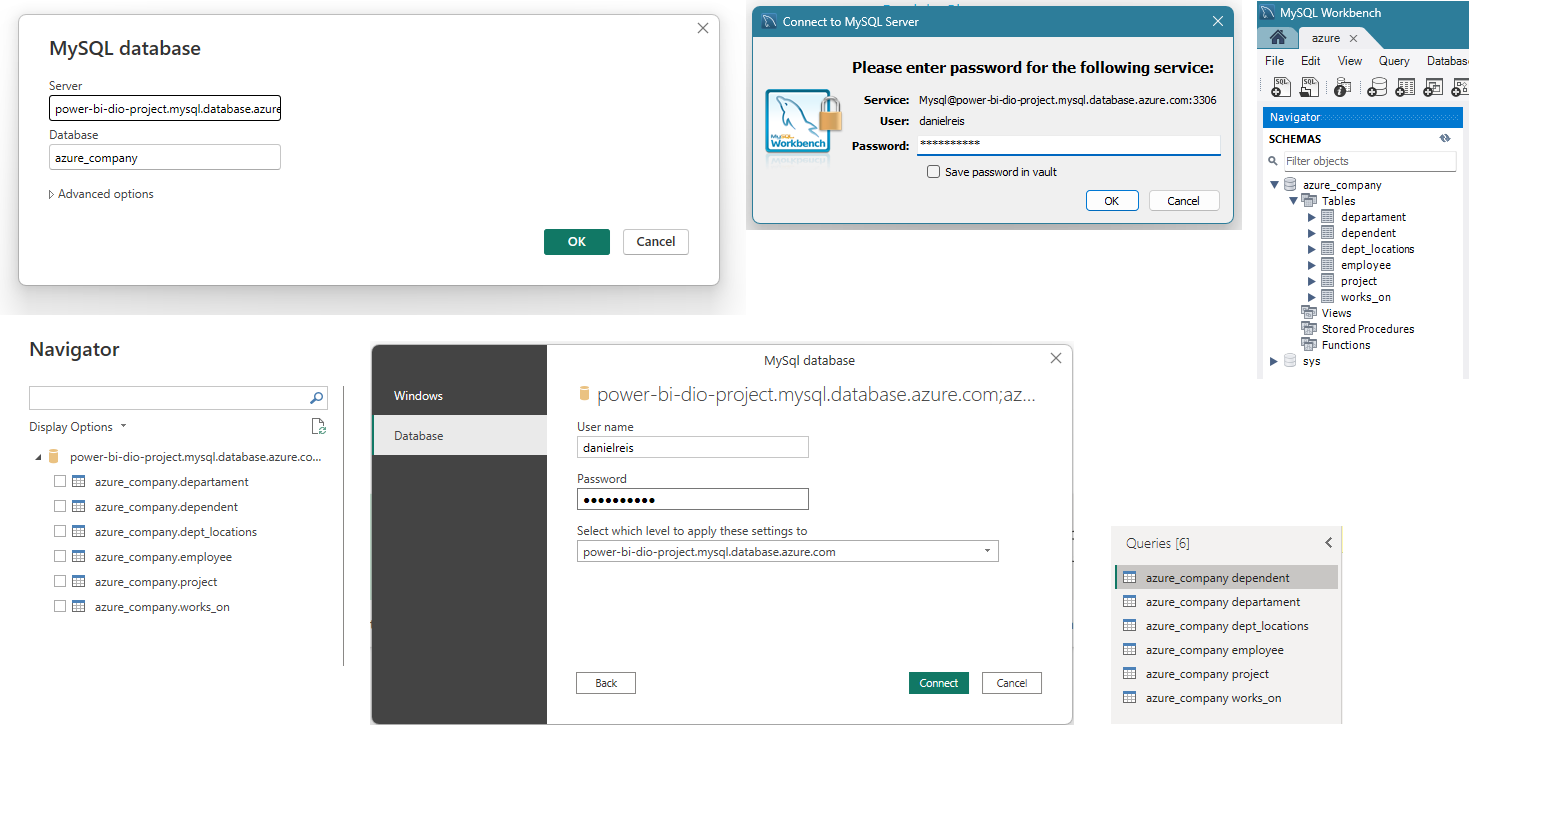 MySQL database
Server
power-bi-dio-project.mysql.database.azure
Database
azure_company
Advanced options
OK
Cancel
Connect to MySQL Server
Please enter password for the following service:
Service: Mysql@power-bi-dio-project.mysql.database.azure.com:3306
User: danielreis
Password: **********
MySQL
Workbench
Save password in vault
OK
Cancel
MySQL Workbench
azure
File Edit View Query Databas
SQL SQL
Navigator
SCHEMAS
Filter objects
azure_company
Tables
departament
dependent
dept_locations
employee
project
works_on
Views
Stored Procedures
Functions
sys
Navigator
Display Options
power-bi-dio-project.mysql.database.azure.co...
azure_company.departament
azure_company.dependent
azure_company.dept_locations
azure_company.employee
azure_company.project
azure_company.works_on
MySql database
Windows
Database
power-bi-dio-project.mysql.database.azure.com;az...
User name
danielreis
Password
●●●●●●●●●●
Select which level to apply these settings to
power-bi-dio-project.mysql.database.azure.com
Back
Connect
Cancel
Queries [6]
azure_company dependent
azure_company departament
azure_company dept_locations
azure_company employee
azure_company project
azure_company works_on